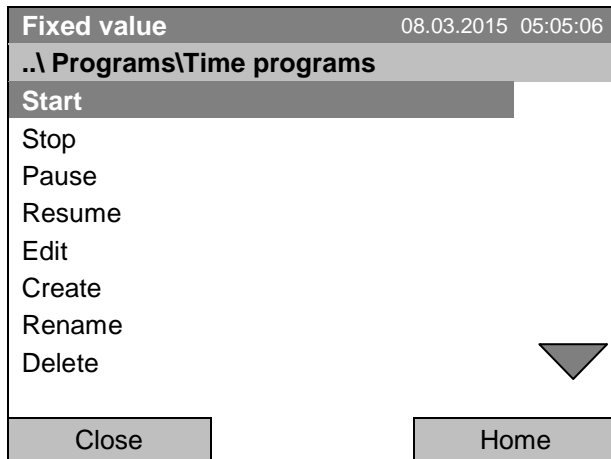 Fixed value 08.03.2015 05:05:06
..\ Programs\Time programs
Start
Stop
Pause
Resume
Edit
Create
Rename
Delete
Close Home